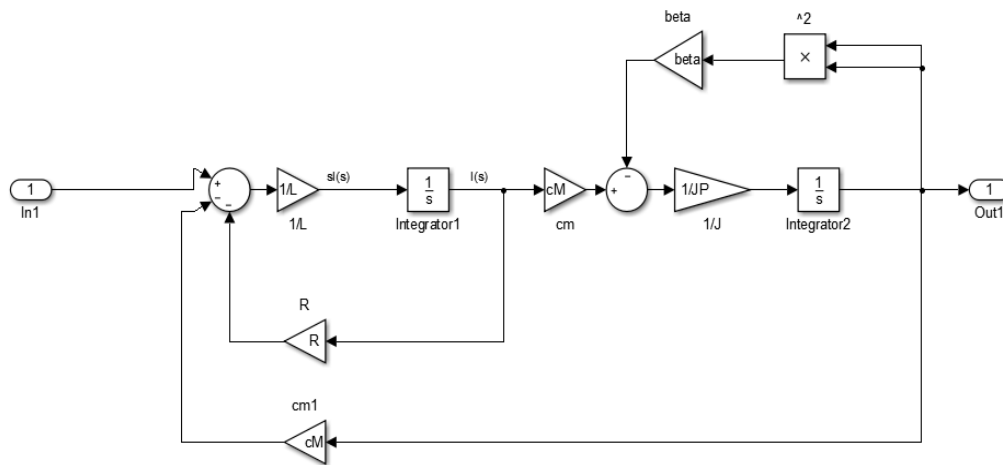 beta
^2
beta
×
1
In1
+
−
−
1/L
1/L
sI(s)
1
s
Integrator1
I(s)
cM
cm
+
−
1/JP
1/J
1
s
Integrator2
1
Out1
R
R
cm1
cM